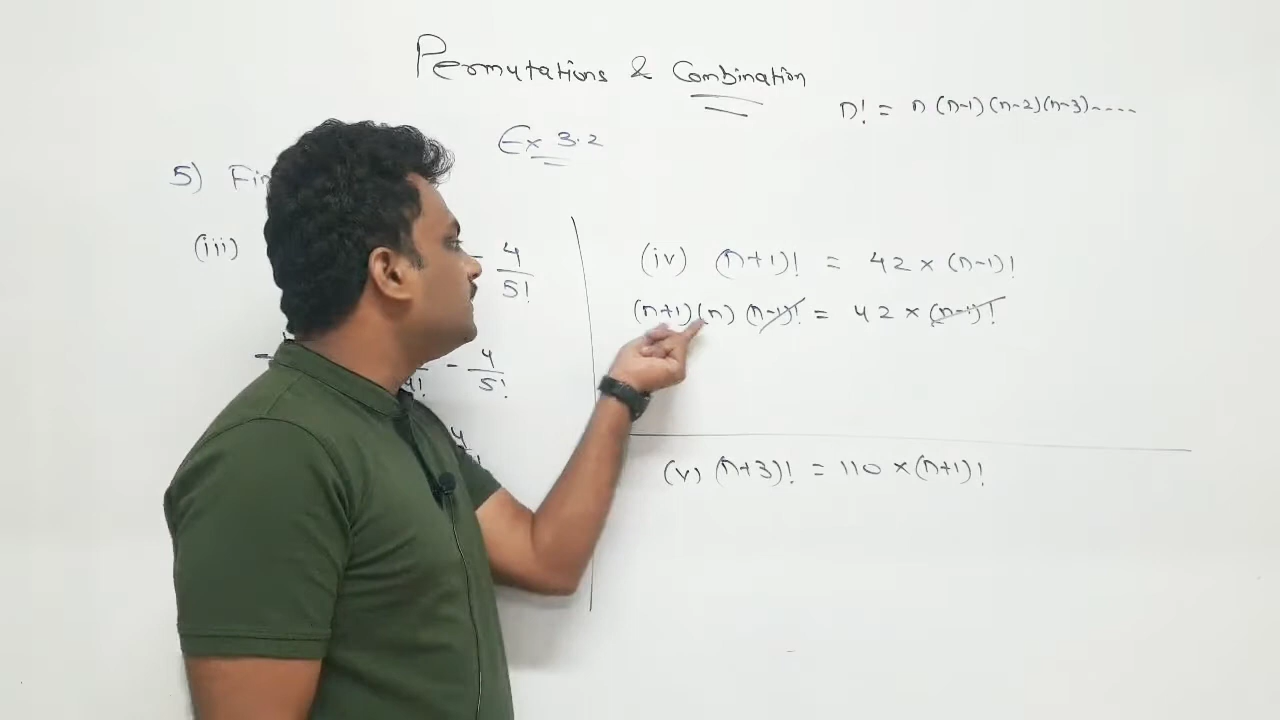 Permutations & Combination
n! = n (n-1) (n-2) (n-3) ----
Ex 3.2
5)
(iii) - 4/5!
- 4/5!
(iv) (n+1)! = 42 × (n-1)!
(n+1) (n) (n-1)! = 42 × (n-1)!
(v) (n+3)! = 110 × (n+1)!